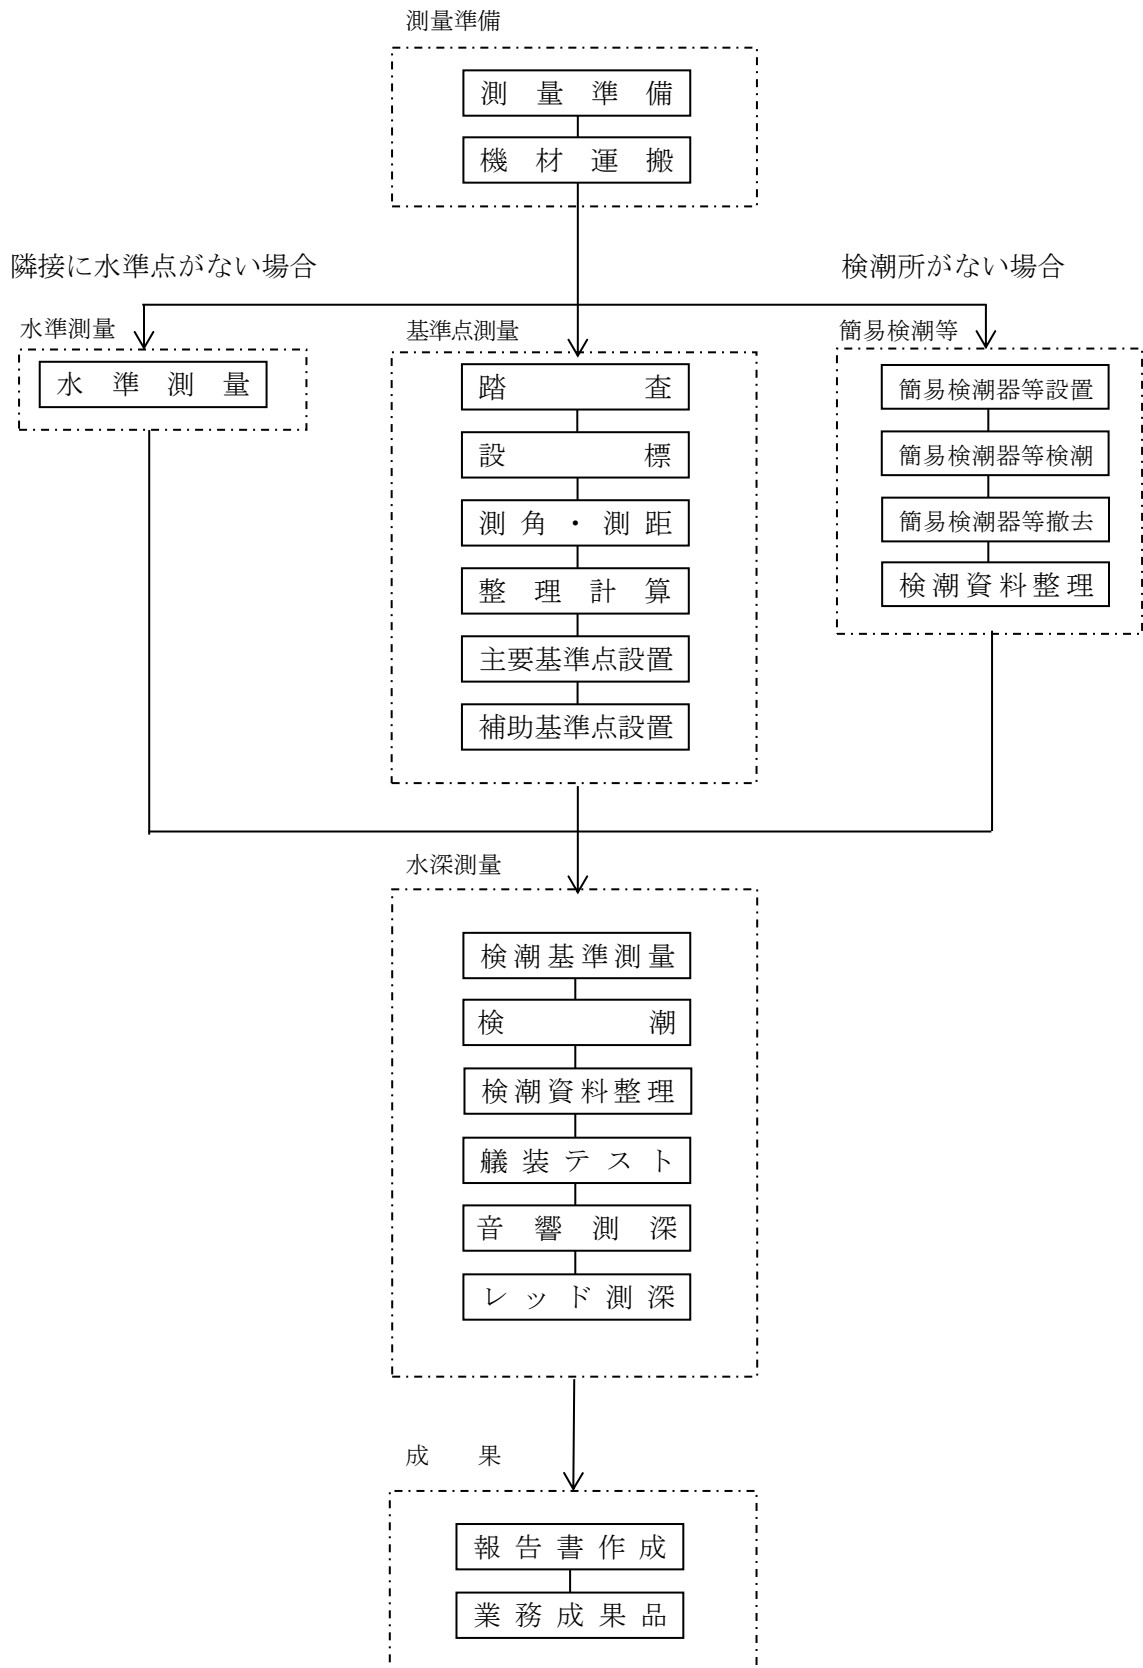 測量準備
測量準備
機材運搬
隣接に水準点がない場合
検潮所がない場合
水準測量
水準測量
基準点測量
踏査
設標
測角・測距
整理計算
主要基準点設置
補助基準点設置
簡易検潮等
簡易検潮器等設置
簡易検潮器等検潮
簡易検潮器等撤去
検潮資料整理
水深測量
検潮基準測量
検潮
検潮資料整理
艤装テスト
音響測深
レッド測深
成果
報告書作成
業務成果品